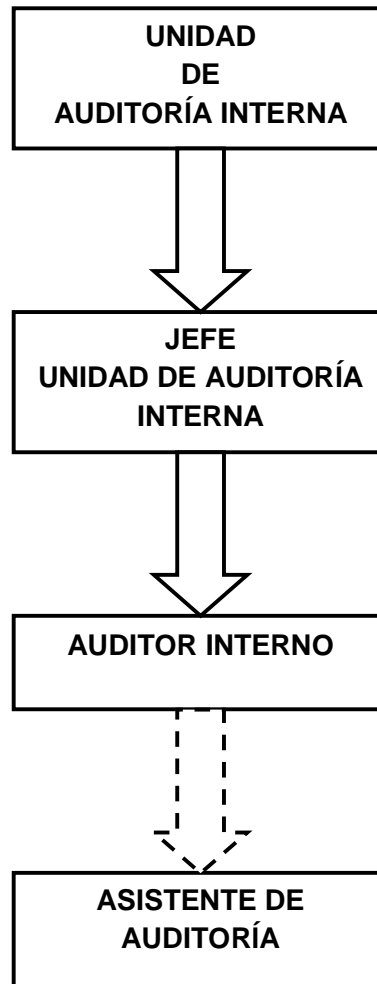 UNIDAD
DE
AUDITORÍA INTERNA
JEFE
UNIDAD DE AUDITORÍA
INTERNA
AUDITOR INTERNO
ASISTENTE DE
AUDITORÍA